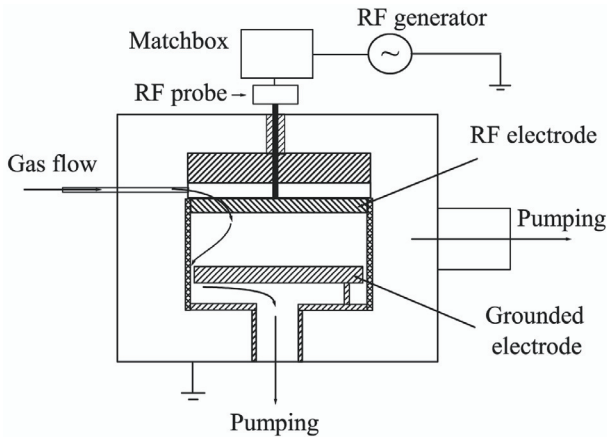 RF generator
Matchbox
~
RF probe
RF electrode
Gas flow
Pumping
Grounded
electrode
Pumping